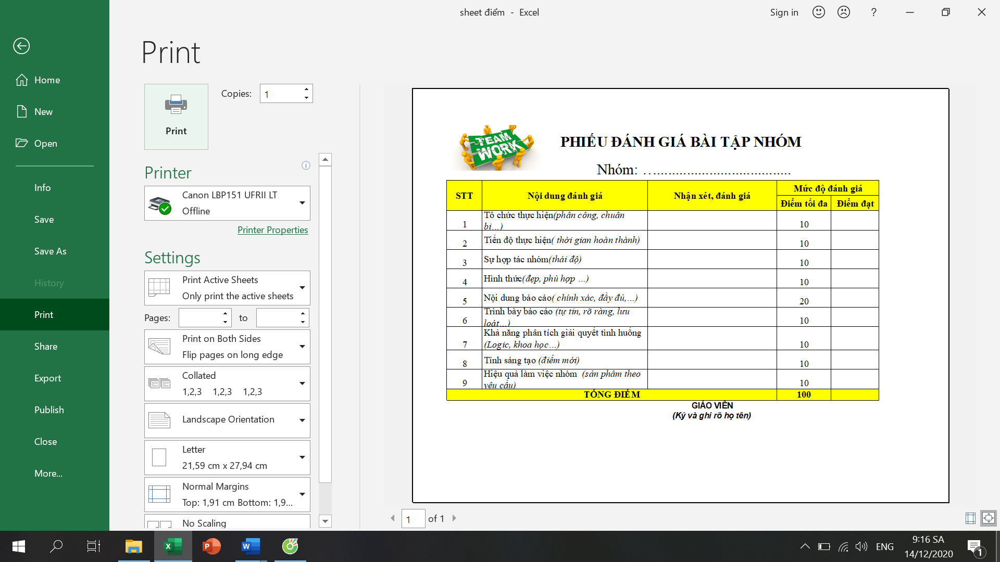 sheet điểm - Excel
Sign in
?
Print
Home
New
Open
Info
Save
Save As
History
Print
Share
Export
Publish
Close
More...
Print
Copies: 1
Printer
Canon LBP151 UFRII LT
Offline
Printer Properties
Settings
Print Active Sheets
Only print the active sheets
Pages: to
Print on Both Sides
Flip pages on long edge
Collated
1,2,3 1,2,3 1,2,3
Landscape Orientation
Letter
21,59 cm x 27,94 cm
Normal Margins
Top: 1,91 cm Bottom: 1,9...
No Scaling
TEAM
WORK
PHIẾU ĐÁNH GIÁ BÀI TẬP NHÓM
Nhóm: ........................................
STT Nội dung đánh giá Nhận xét, đánh giá Mức độ đánh giá
Điểm tối đa Điểm đạt
1 Tổ chức thực hiện(phân công, chuẩn
bị...) 10
2 Tiến độ thực hiện( thời gian hoàn thành) 10
3 Sự hợp tác nhóm(thái độ) 10
4 Hình thức(đẹp, phù hợp ...) 10
5 Nội dung báo cáo( chính xác, đầy đủ,...) 20
6 Trình bày báo cáo (tự tin, rõ ràng, lưu
loát...) 10
7 Khả năng phân tích giải quyết tình huống
(Logic, khoa học...) 10
8 Tính sáng tạo (điểm mới) 10
9 Hiệu quả làm việc nhóm (sản phẩm theo
yêu cầu) 10
TỔNG ĐIỂM 100
GIÁO VIÊN
(Ký và ghi rõ họ tên)
1 of 1
ENG
9:16 SA
14/12/2020
1